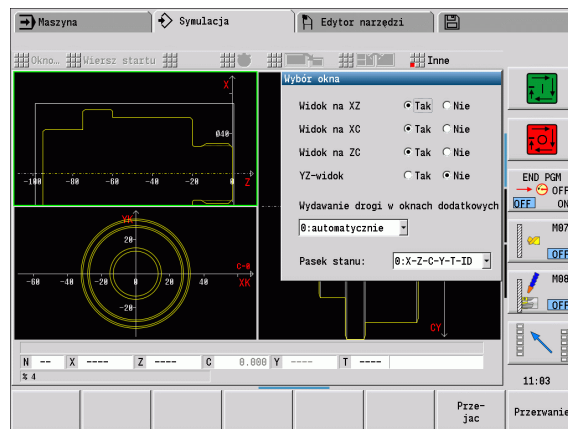 Maszyna
Symulacja
Edytor narzędzi
Okno…
Wiersz startu
Inne
Wybór okna
Widok na XZ
Tak
Nie
Widok na XC
Tak
Nie
Widok na ZC
Tak
Nie
YZ-widok
Tak
Nie
Wydawanie drogi w oknach dodatkowych
0:automatycznie
Pasek stanu:
0:X-Z-C-Y-T-ID
X
Ø40
-100 -80 -60 -40 -20 0 Z
YK
20
C-0
-60 -40 -20 20 40 XK
-20
CY
N -- X ---- Z ---- C 0.000 Y ---- T ----
% 4
END PGM
OFF
OFF ON
M07
OFF
M08
OFF
11:03
Prze-
jac
Przerwanie